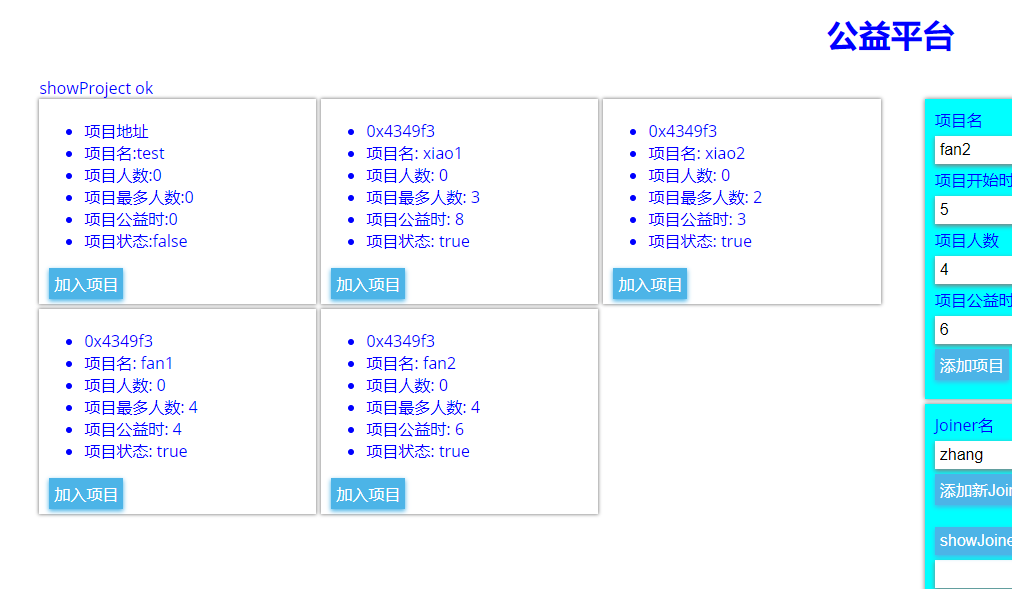 公益平台
showProject ok
项目地址
项目名:test
项目人数:0
项目最多人数:0
项目公益时:0
项目状态:false
加入项目
0x4349f3
项目名: xiao1
项目人数: 0
项目最多人数: 3
项目公益时: 8
项目状态: true
加入项目
0x4349f3
项目名: xiao2
项目人数: 0
项目最多人数: 2
项目公益时: 3
项目状态: true
加入项目
0x4349f3
项目名: fan1
项目人数: 0
项目最多人数: 4
项目公益时: 4
项目状态: true
加入项目
0x4349f3
项目名: fan2
项目人数: 0
项目最多人数: 4
项目公益时: 6
项目状态: true
加入项目
项目名
fan2
项目开始时
5
项目人数
4
项目公益时
6
添加项目
Joiner名
zhang
添加新Join
showJoine